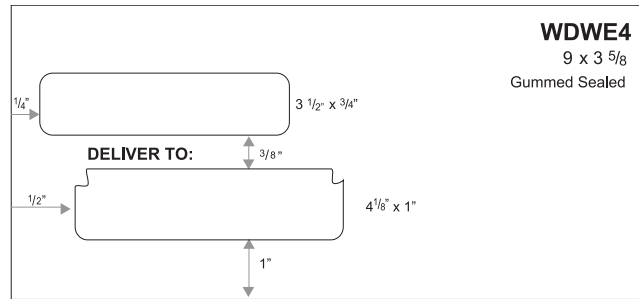 WDWE4
9 x 3 5/8
Gummed Sealed
1/4"
3 1/2" x 3/4"
DELIVER TO:
3/8"
1/2"
4 1/8" x 1"
1"